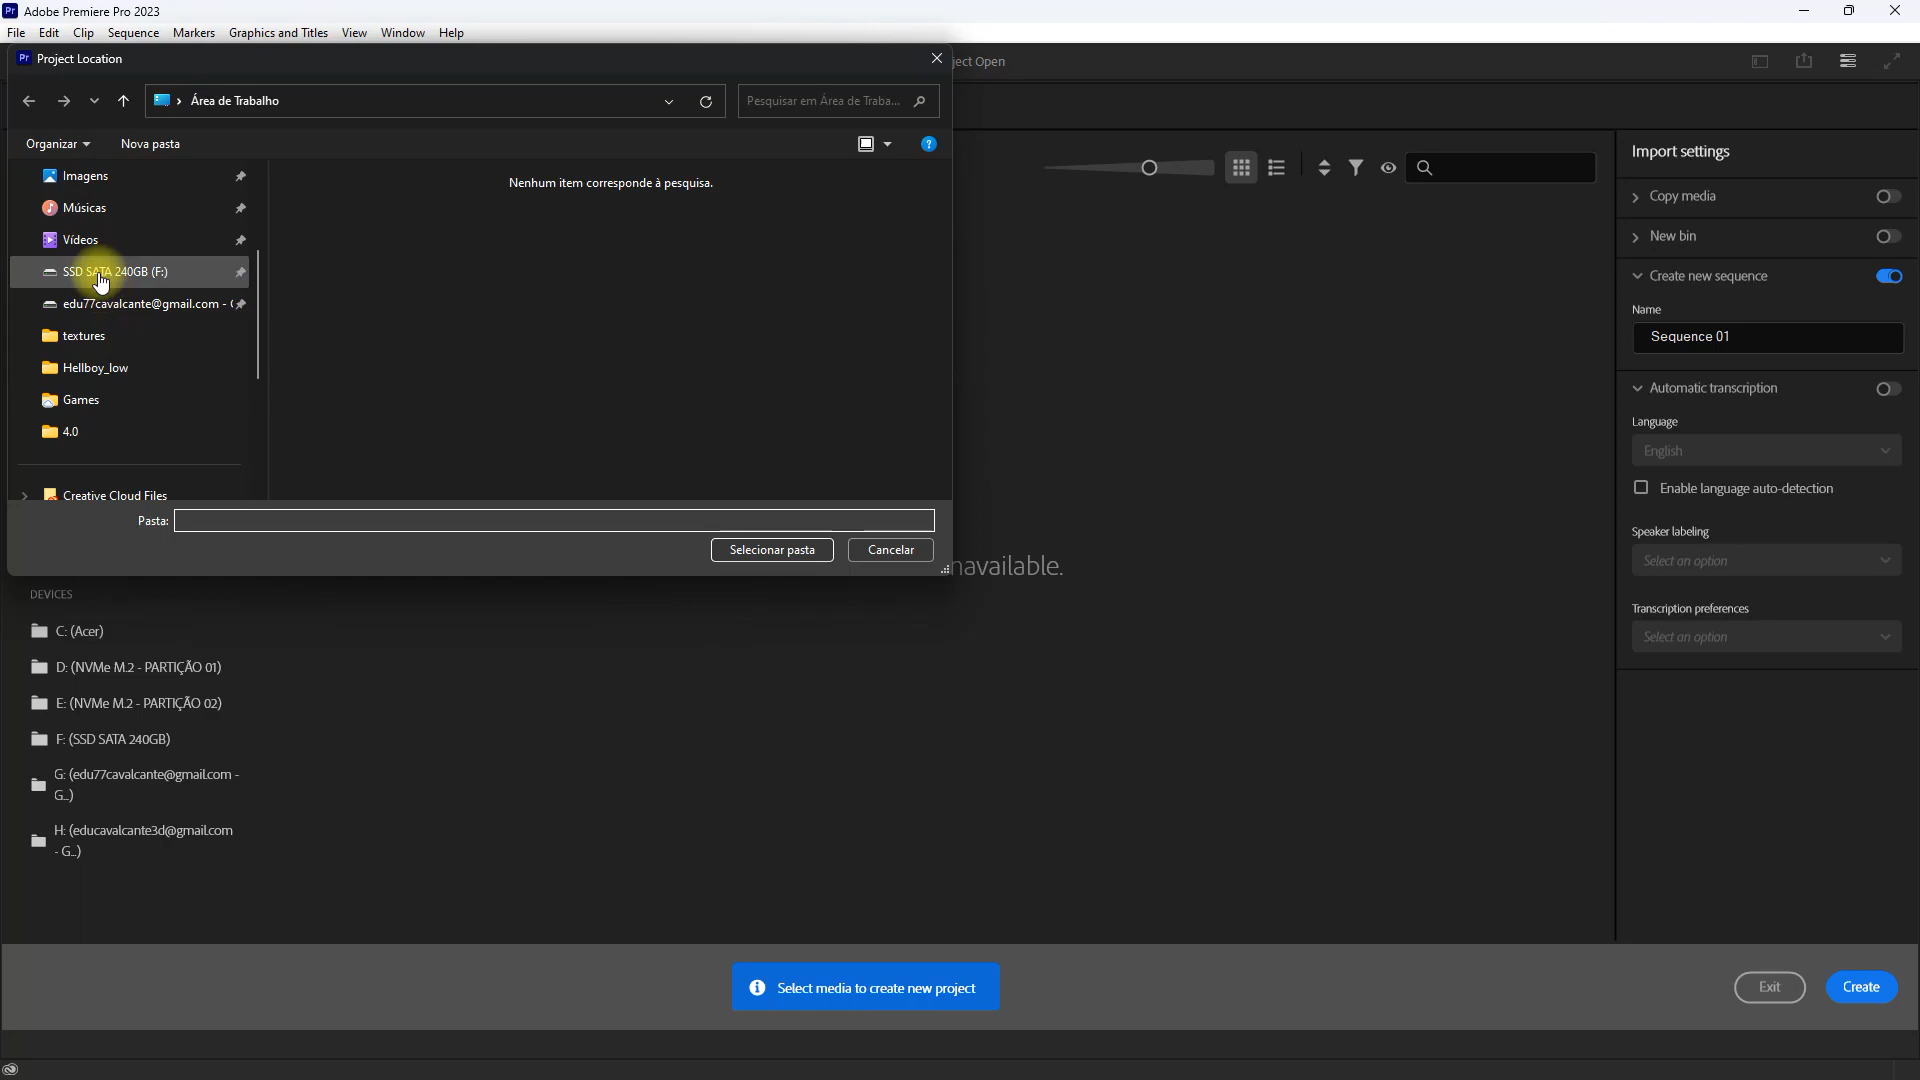 Adobe Premiere Pro 2023
File Edit Clip Sequence Markers Graphics and Titles View Window Help
Project Location
ject Open
Área de Trabalho
Pesquisar em Área de Traba...
Organizar
Nova pasta
Imagens
Músicas
Vídeos
SSD SATA 240GB (F:)
edu77cavalcante@gmail.com - (
textures
Hellboy_low
Games
4.0
Creative Cloud Files
Nenhum item corresponde à pesquisa.
Pasta:
Selecionar pasta
Cancelar
navailable.
DEVICES
C: (Acer)
D: (NVMe M.2 - PARTIÇÃO 01)
E: (NVMe M.2 - PARTIÇÃO 02)
F: (SSD SATA 240GB)
G: (edu77cavalcante@gmail.com -
G...)
H: (educavalcante3d@gmail.com
- G...)
Import settings
Copy media
New bin
Create new sequence
Name
Sequence 01
Automatic transcription
Language
English
Enable language auto-detection
Speaker labeling
Select an option
Transcription preferences
Select an option
Select media to create new project
Exit
Create